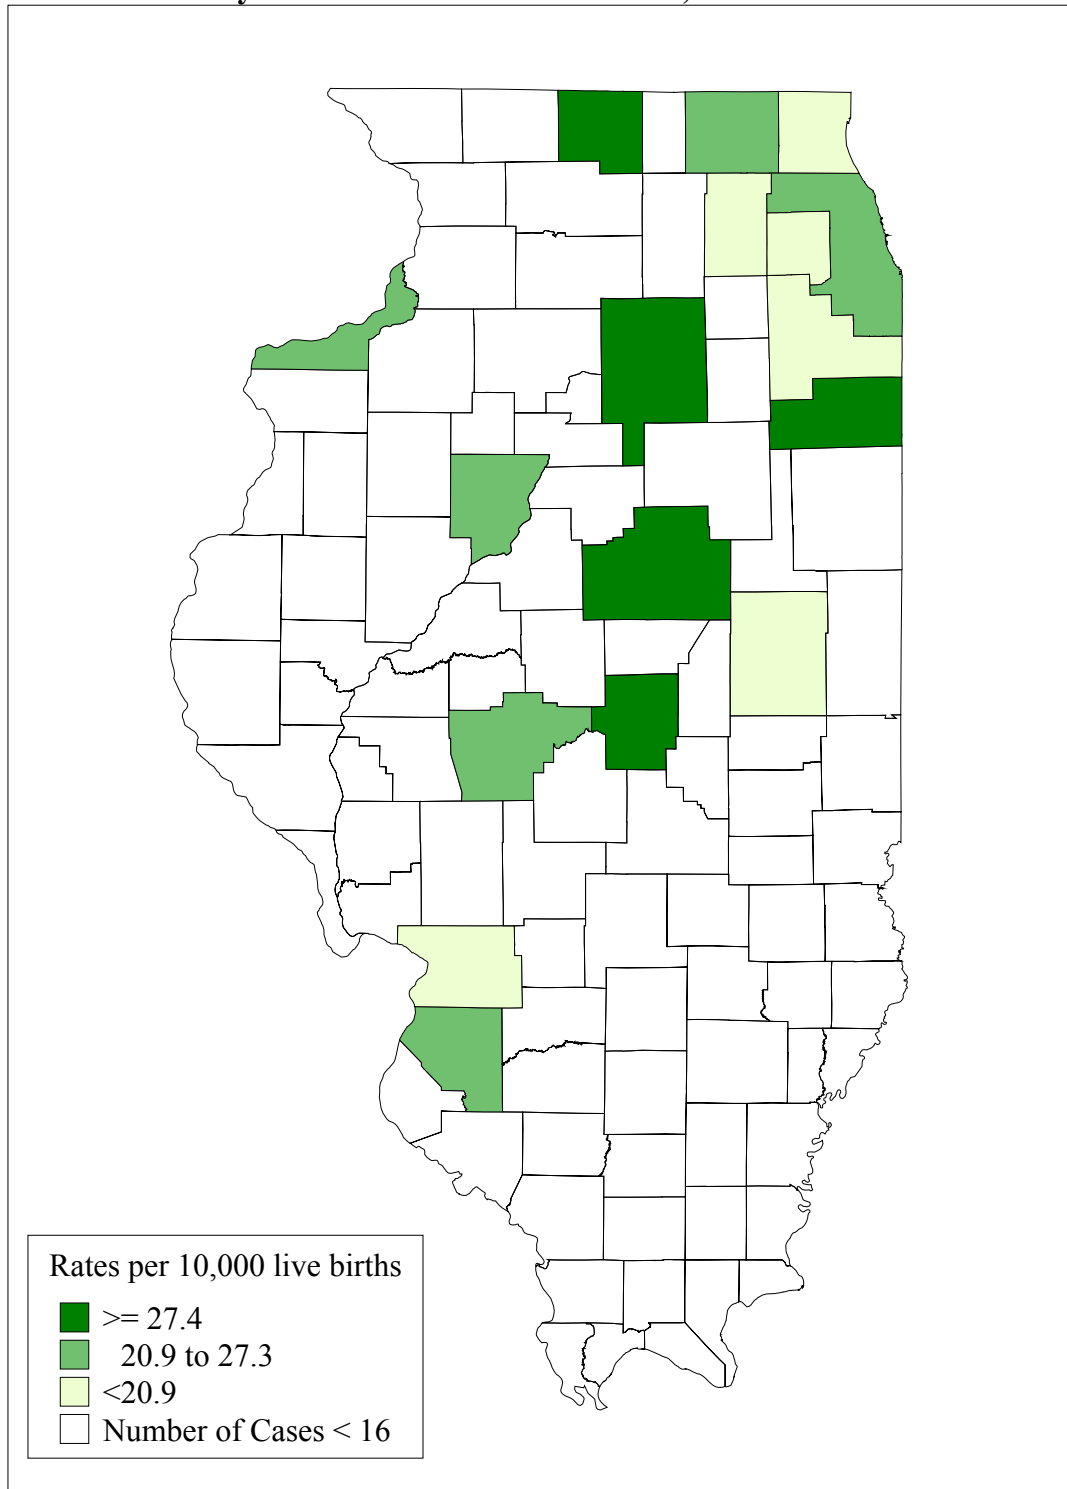 Rates per 10,000 live births
>= 27.4
20.9 to 27.3
<20.9
Number of Cases < 16